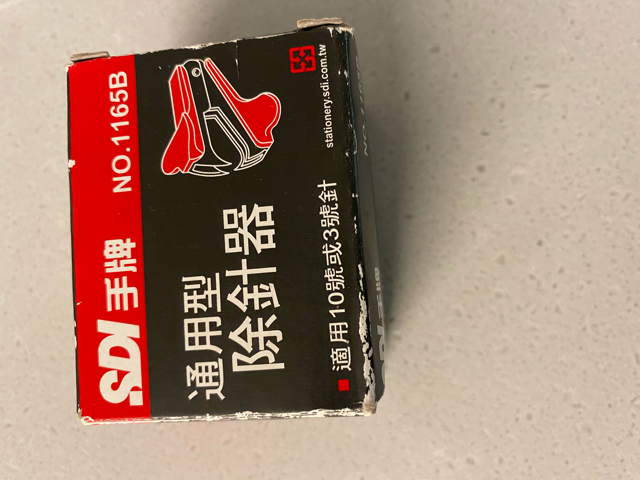 SDI 手牌 NO.1165B
通用型
除針器
適用10號或3號針
stationery.sdi.com.tw